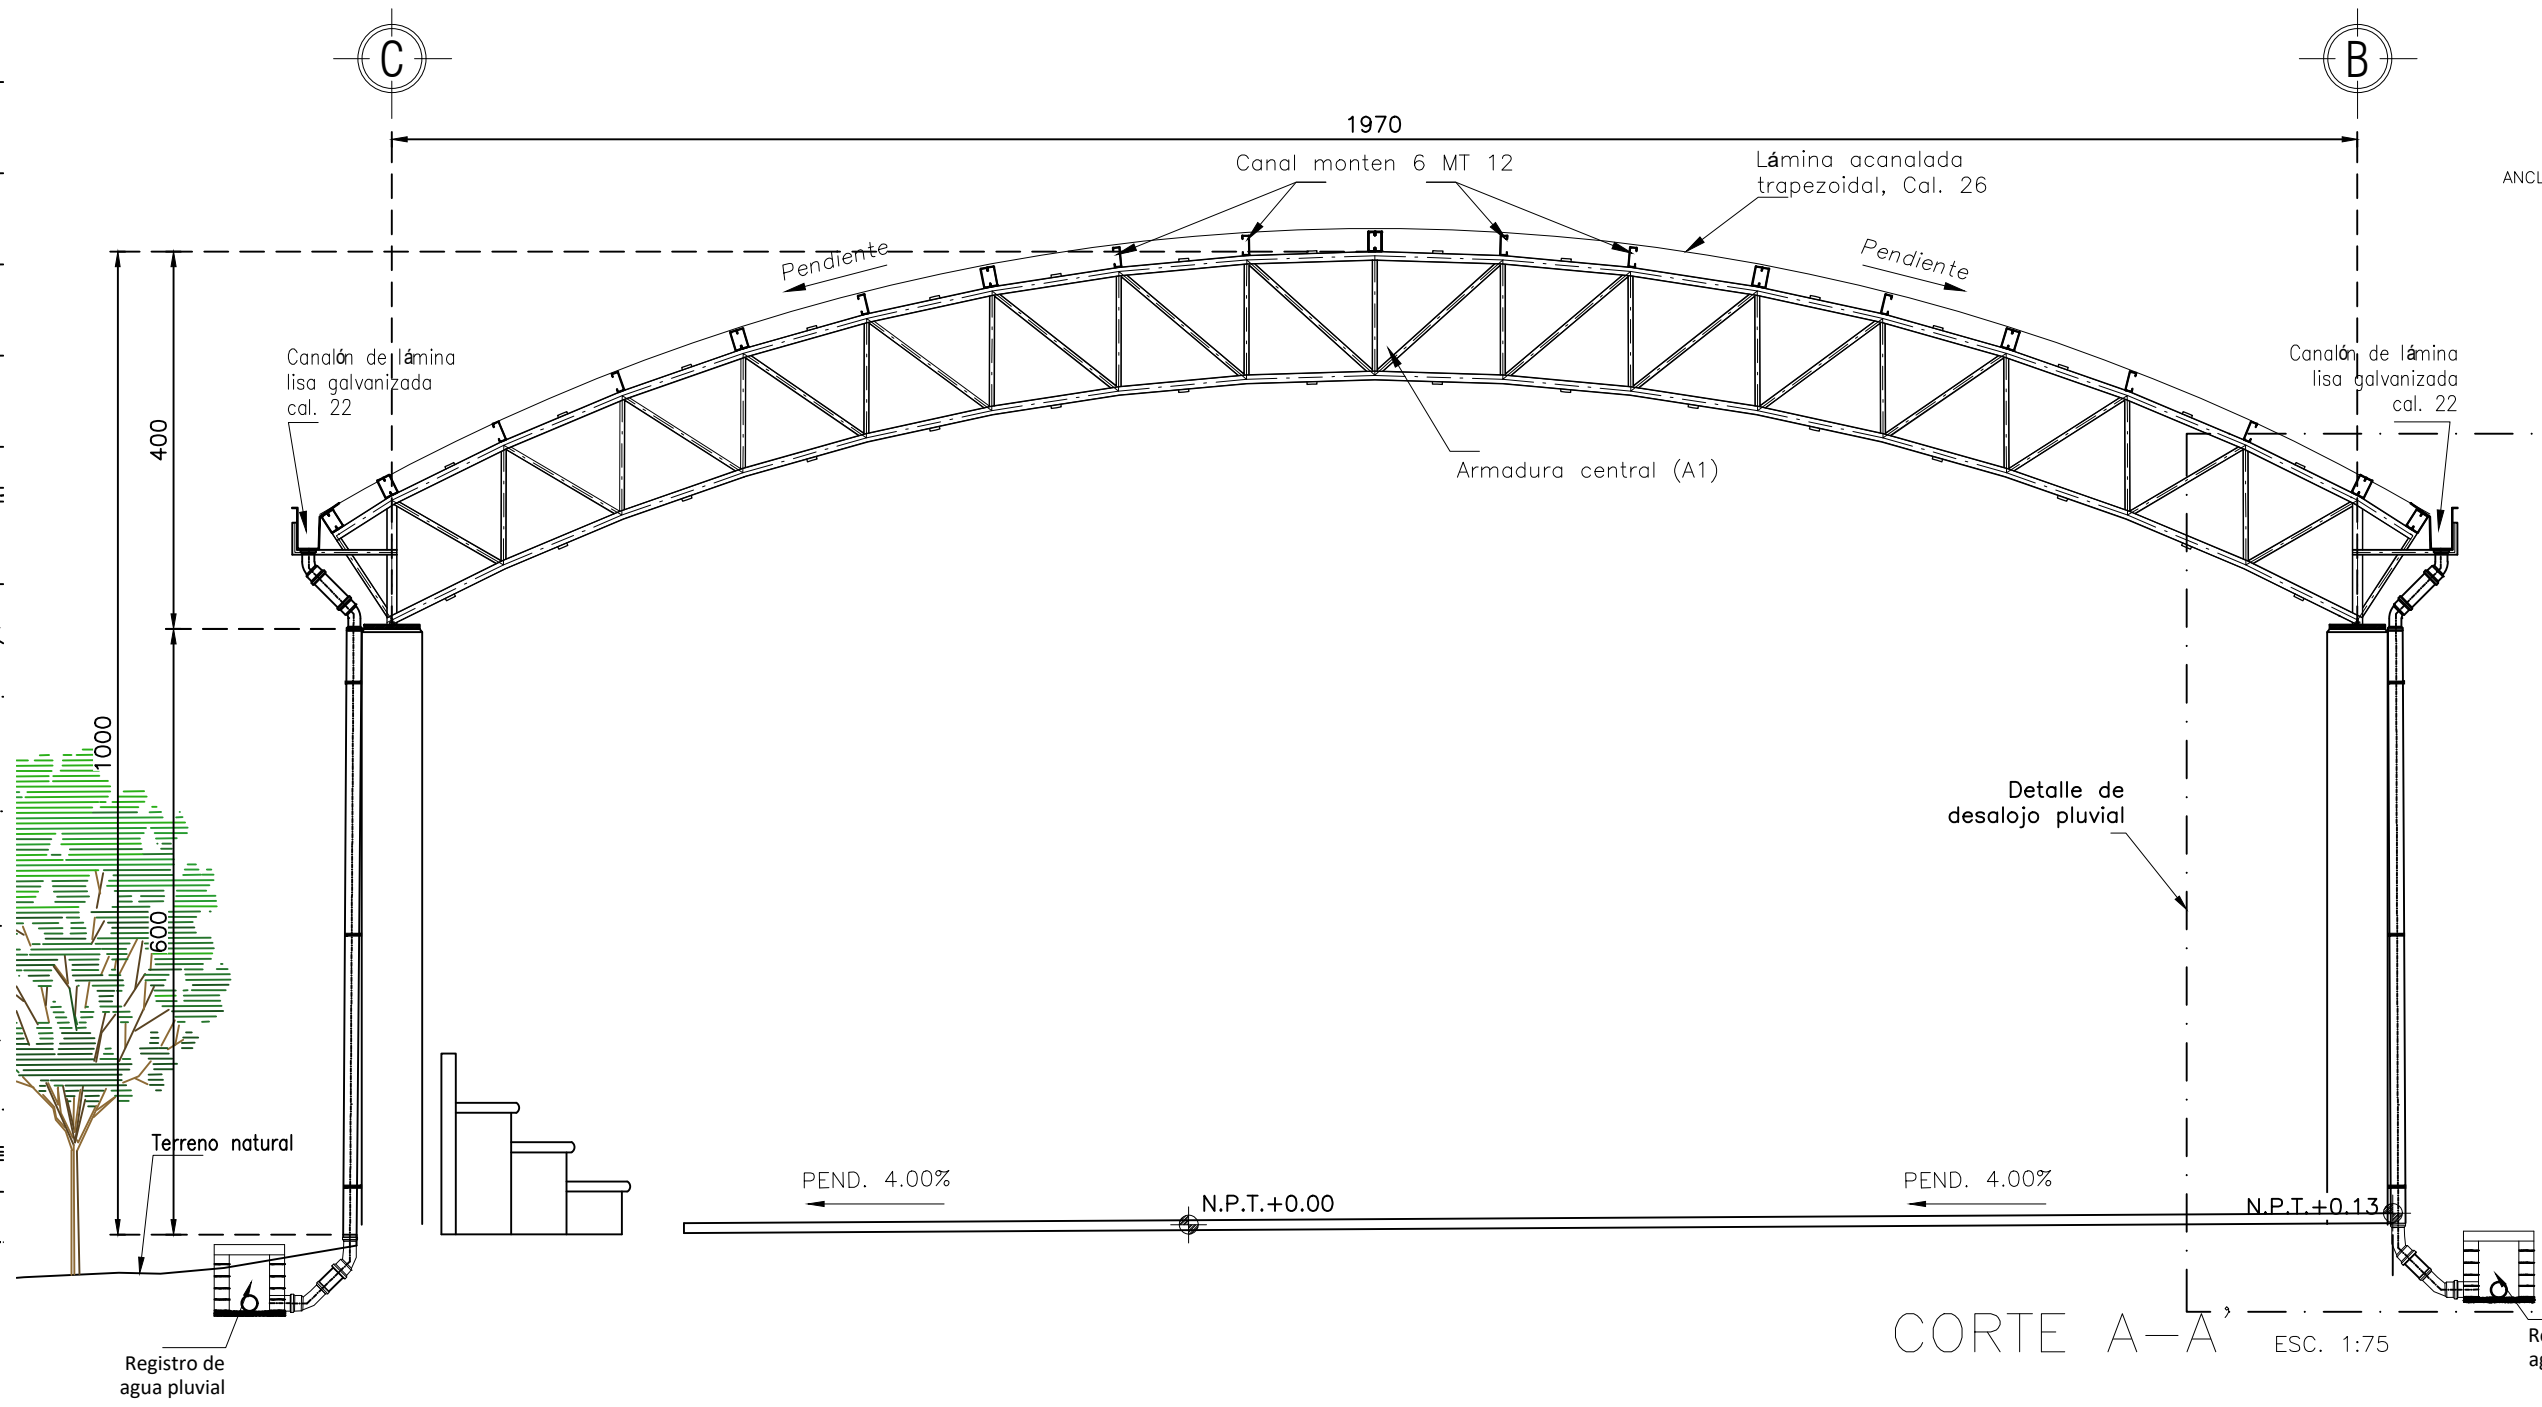 C
B
1970
Canal monten 6 MT 12
Lámina acanalada
trapezoidal, Cal. 26
ANCL
Pendiente
Pendiente
Canalón de lámina
lisa galvanizada
cal. 22
Canalón de lámina
lisa galvanizada
cal. 22
400
Armadura central (A1)
1000
600
Detalle de
desalojo pluvial
Terreno natural
PEND. 4.00%
PEND. 4.00%
N.P.T.+0.00
N.P.T.+0.13
CORTE A-A'
ESC. 1:75
Registro de
agua pluvial
Re
ag